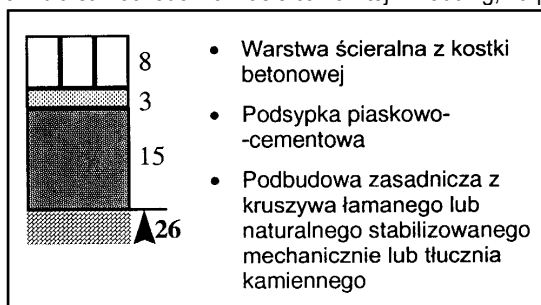 8
3
15
26
• Warstwa ścieralna z kostki
betonowej
• Podsypka piaskowo-
-cementowa
• Podbudowa zasadnicza z
kruszywa łamanego lub
naturalnego stabilizowanego
mechanicznie lub tłucznia
kamiennego